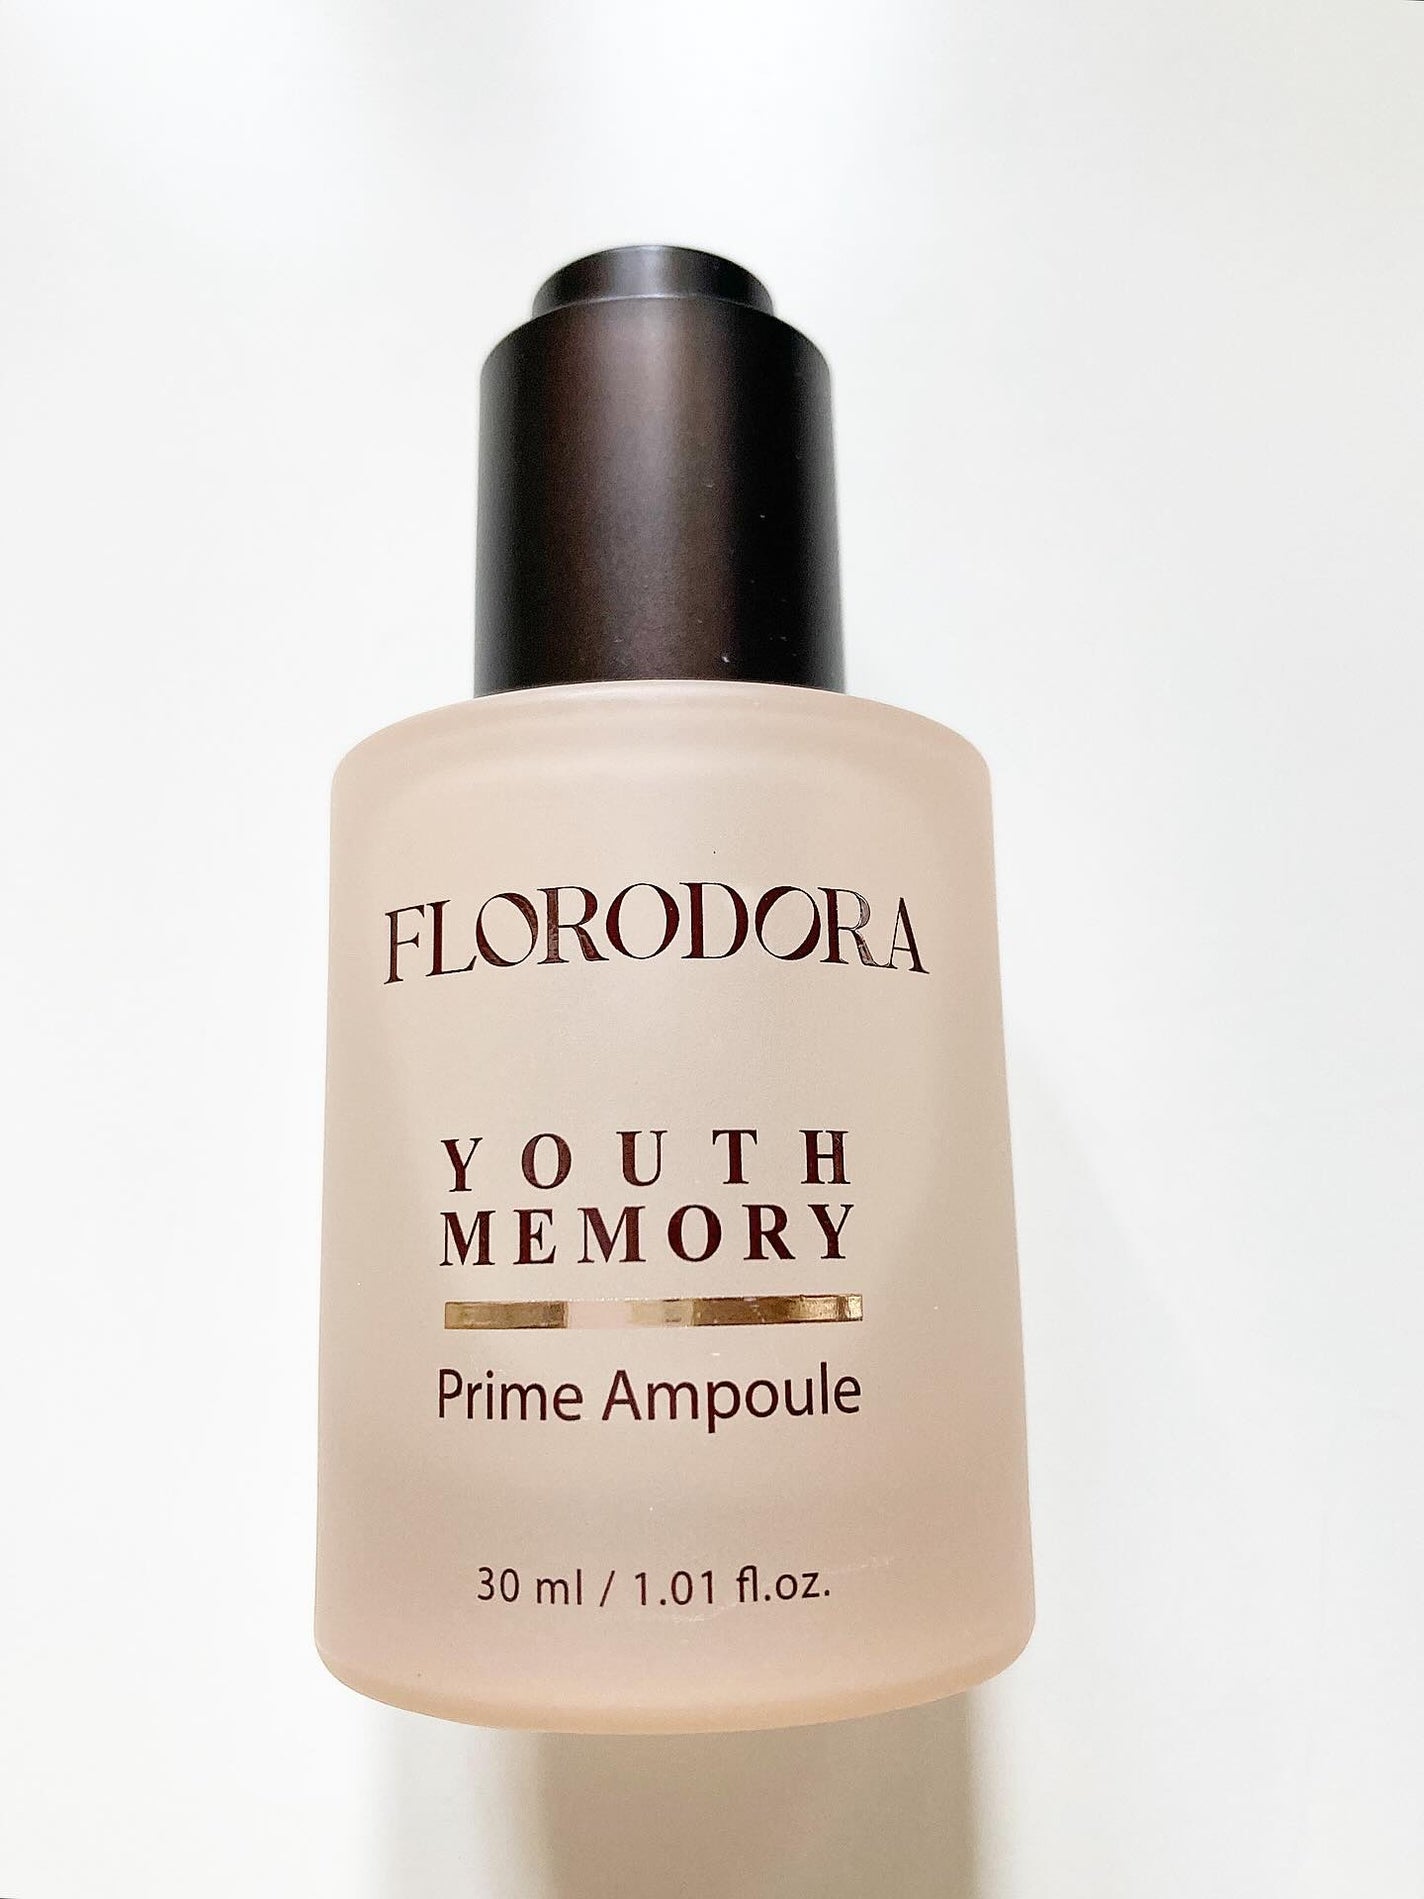 FLORODORA
YOUTH
MEMORY
Prime Ampoule
30 ml / 1.01 fl.oz.